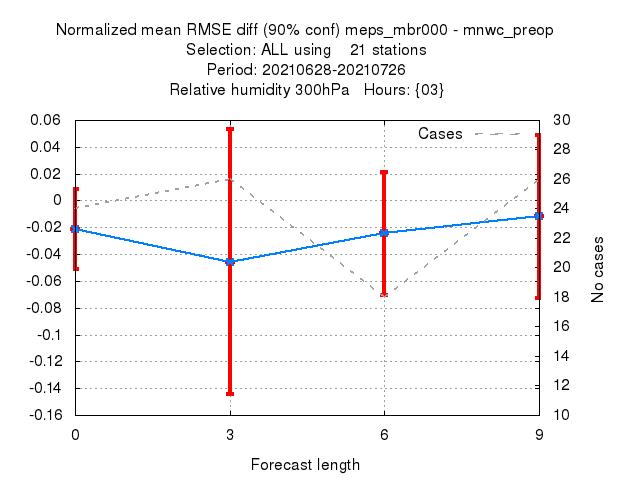 Normalized mean RMSE diff (90% conf) meps_mbr000 - mnwc_preop
Selection: ALL using 21 stations
Period: 20210628-20210726
Relative humidity 300hPa Hours: {03}
Cases
0.06
0.04
0.02
0
-0.02
-0.04
-0.06
-0.08
-0.1
-0.12
-0.14
-0.16
30
28
26
24
22
20
18
16
14
12
10
No cases
0 3 6 9
Forecast length